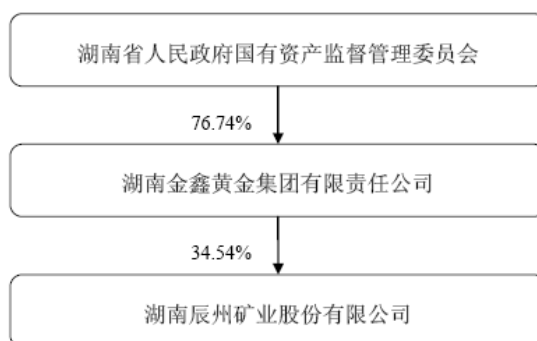 湖南省人民政府国有资产监督管理委员会
76.74%
湖南金鑫黄金集团有限责任公司
34.54%
湖南辰州矿业股份有限公司